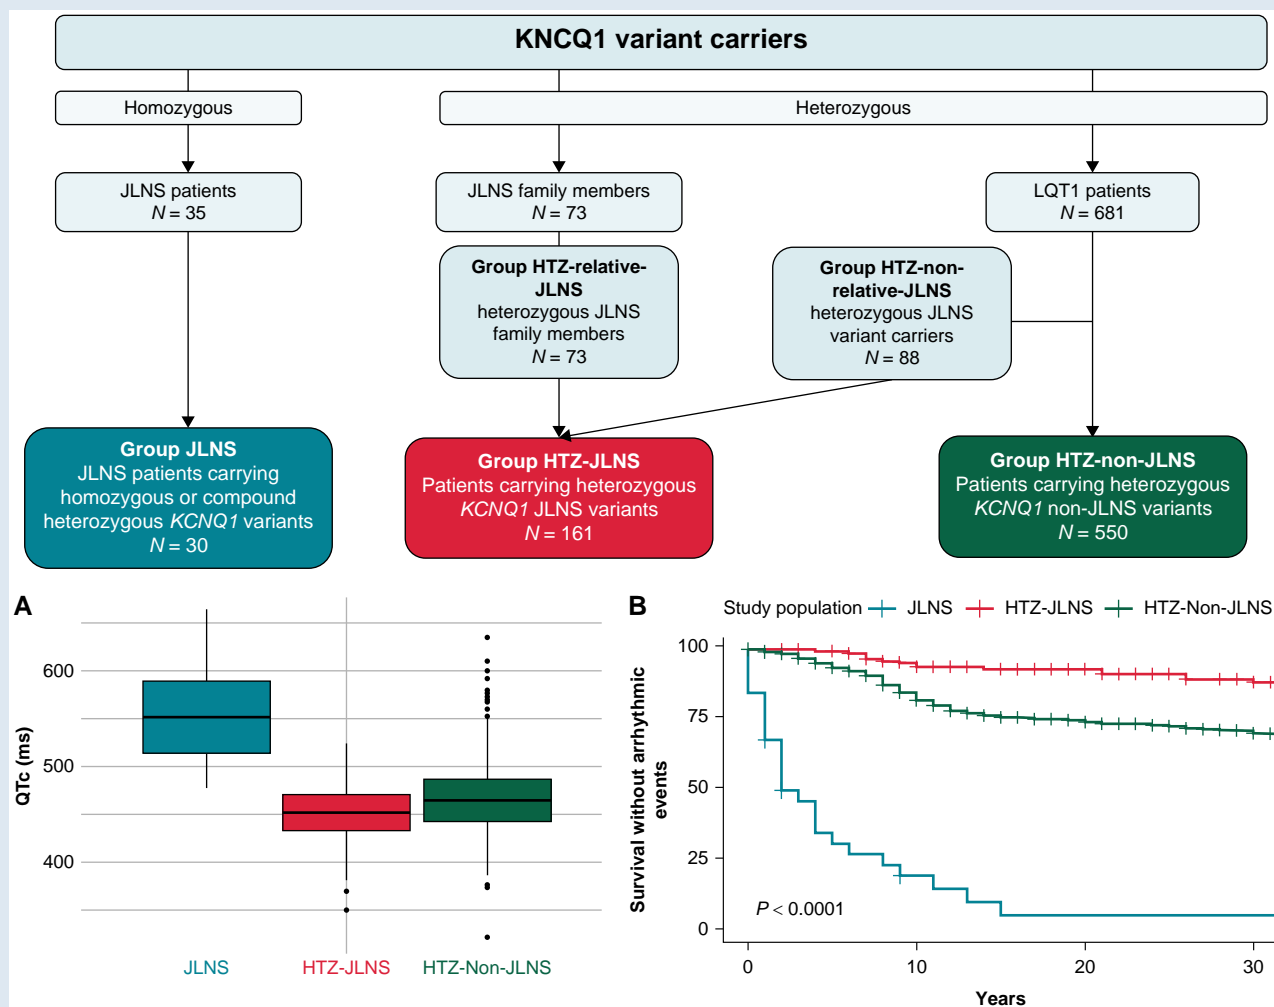 KNCQ1 variant carriers
Homozygous
Heterozygous
JLNS patients
N = 35
JLNS family members
N = 73
LQT1 patients
N = 681
Group HTZ-relative-
JLNS
heterozygous JLNS
family members
N = 73
Group HTZ-non-
relative-JLNS
heterozygous JLNS
variant carriers
N = 88
Group JLNS
JLNS patients carrying
homozygous or compound
heterozygous KCNQ1 variants
N = 30
Group HTZ-JLNS
Patients carrying heterozygous
KCNQ1 JLNS variants
N = 161
Group HTZ-non-JLNS
Patients carrying heterozygous
KCNQ1 non-JLNS variants
N = 550
A
QTc (ms)
600
500
400
JLNS
HTZ-JLNS
HTZ-Non-JLNS
B
Study population JLNS HTZ-JLNS HTZ-Non-JLNS
Survival without arrhythmic
events
100
75
50
25
0
P < 0.0001
0 10 20 30
Years